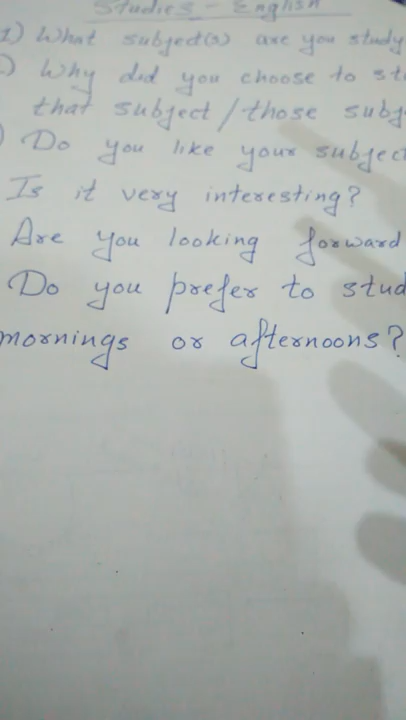 Studies - English
1) What subject(s) are you study
) Why did you choose to st
that subject / those subj
) Do you like your subject
Is it very interesting?
Are you looking forward
Do you prefer to stud
mornings or afternoons?